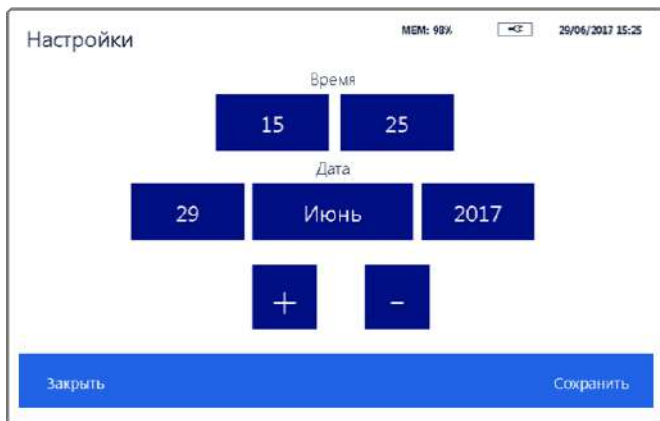 Настройки
MEM: 98% 29/06/2017 15:25
Время
15 25
Дата
29 Июнь 2017
+ -
Закрыть Сохранить